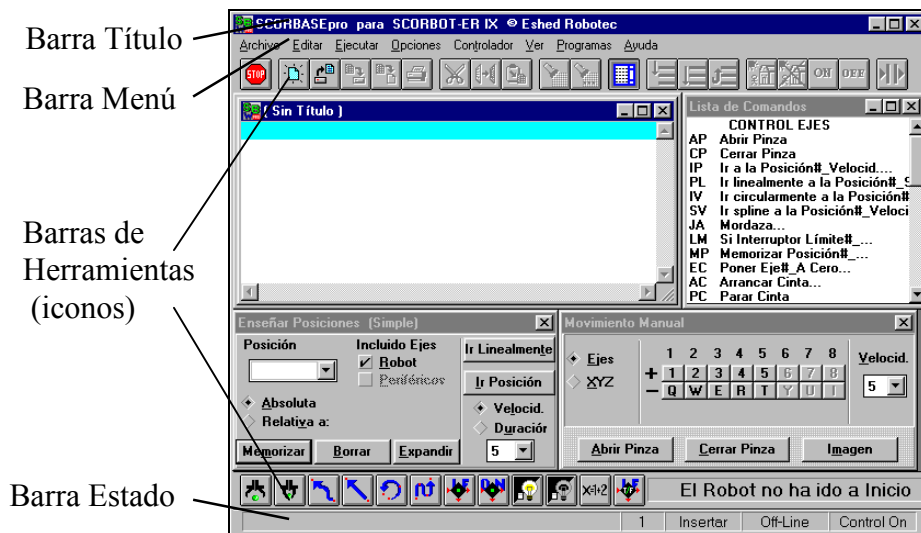 Barra Título
SCORBASEpro para SCORBOT-ER IX © Eshed Robotec
Barra Menú
Archivo Editar Ejecutar Opciones Controlador Ver Programas Ayuda
STOP
ON OFF
( Sin Título )
Lista de Comandos
CONTROL EJES
AP Abrir Pinza
CP Cerrar Pinza
IP Ir a la Posición#_Velocid....
PL Ir linealmente a la Posición#_S
IV Ir circularmente a la Posición#
SV Ir spline a la Posición#_Veloci
JA Mordaza...
LM Si Interruptor Límite#_...
MP Memorizar Posición#_...
EC Poner Eje#_A Cero...
AC Arrancar Cinta...
PC Parar Cinta
Barras de
Herramientas
(iconos)
Enseñar Posiciones (Simple)
Posición
Incluido Ejes
Robot
Periféricos
Absoluta
Relativa a:
Memorizar Borrar Expandir
Ir Linealmente
Ir Posición
Velocid.
Duraciór
5
Movimiento Manual
Ejes
XYZ
1 2 3 4 5 6 7 8
+ 1 2 3 4 5 6 7 8
− Q W E R T Y U I
Velocid.
5
Abrir Pinza Cerrar Pinza Imagen
X=1+2
El Robot no ha ido a Inicio
Barra Estado
1 Insertar Off-Line Control On